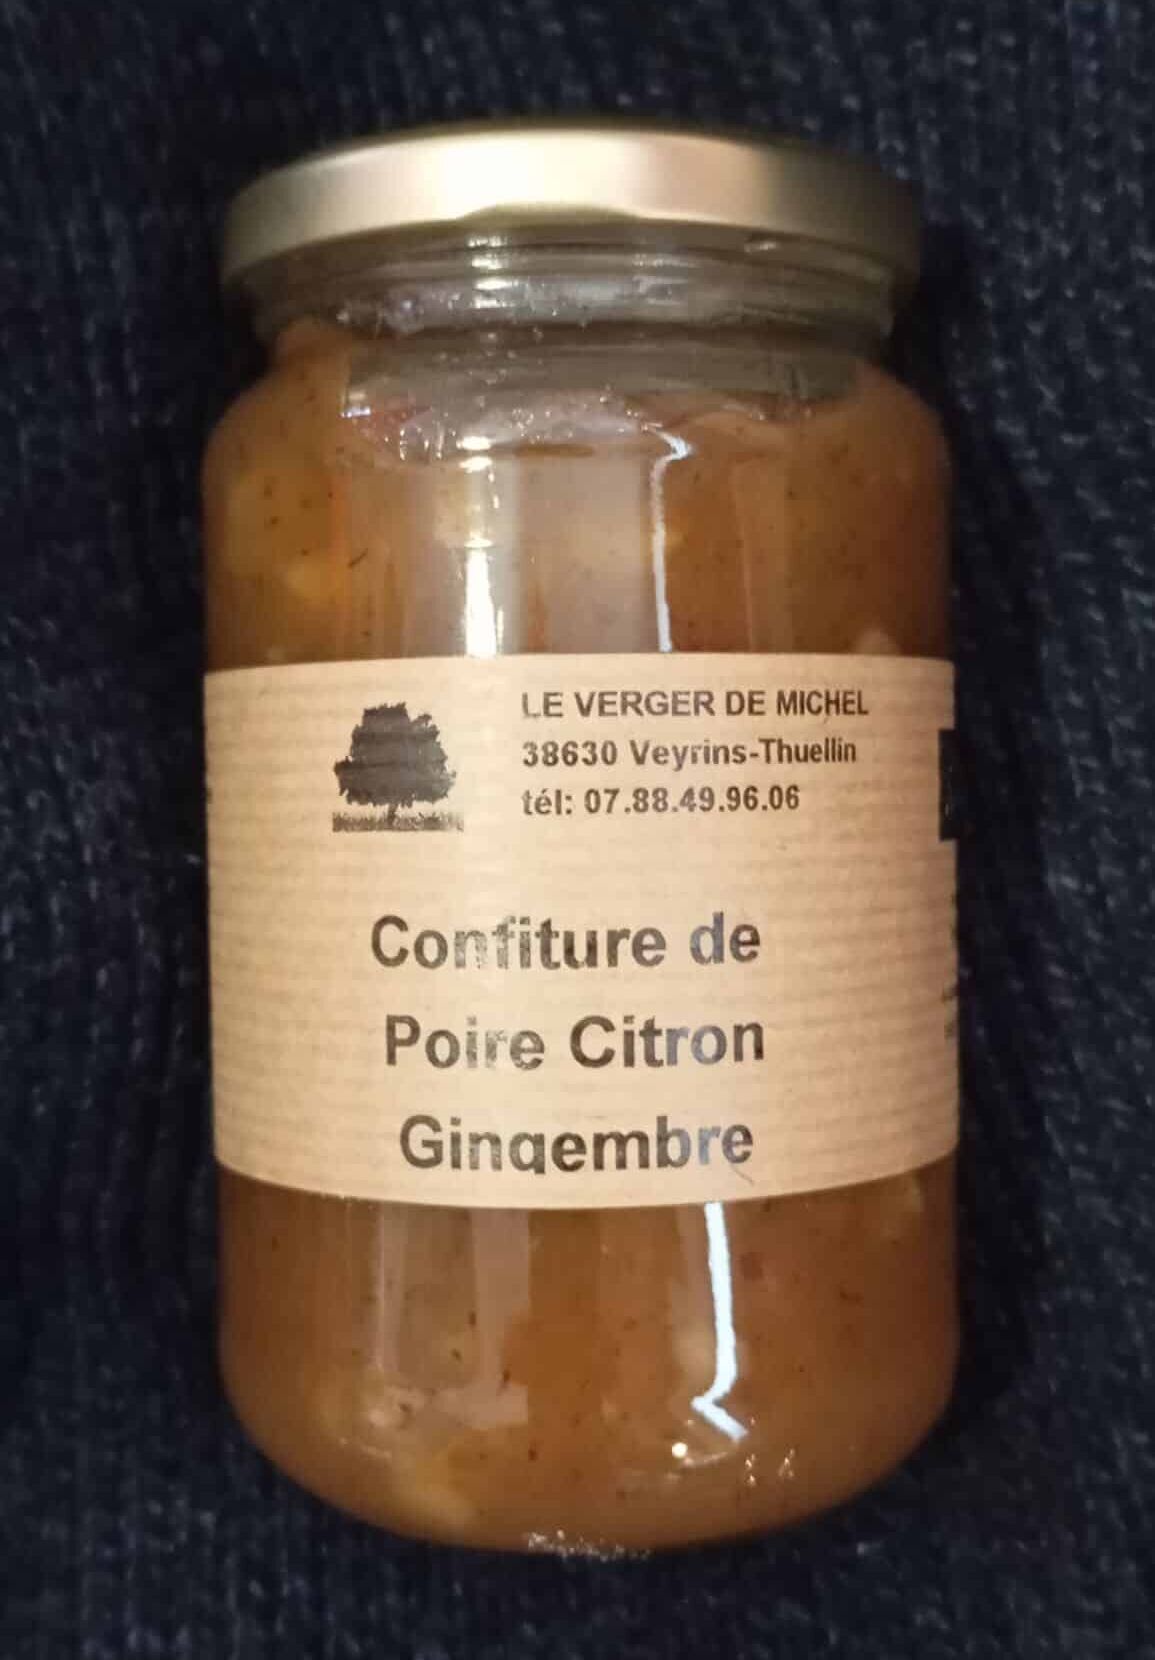 LE VERGER DE MICHEL
38630 Veyrins-Thuellin
tél: 07.88.49.96.06
Confiture de
Poire Citron
Gingembre